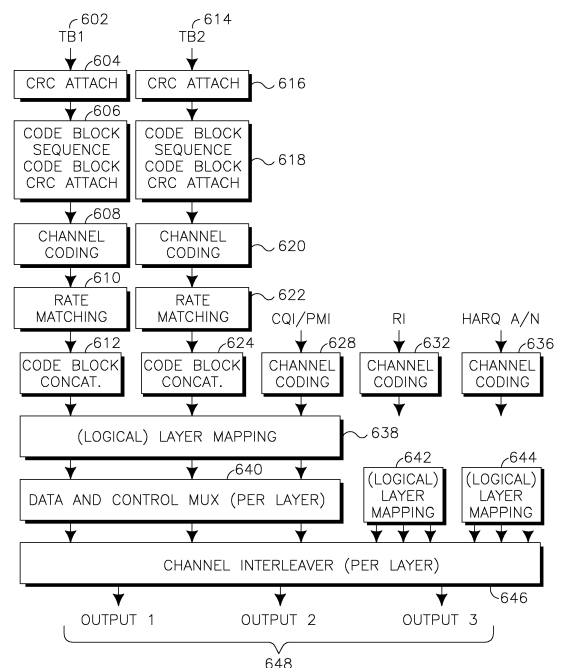 602
TB1
614
TB2
604
CRC ATTACH
CRC ATTACH
616
606
CODE BLOCK
SEQUENCE
CODE BLOCK
CRC ATTACH
CODE BLOCK
SEQUENCE
CODE BLOCK
CRC ATTACH
618
608
CHANNEL
CODING
CHANNEL
CODING
620
610
RATE
MATCHING
RATE
MATCHING
622
CQI/PMI
RI
HARQ A/N
612
CODE BLOCK
CONCAT.
624
CODE BLOCK
CONCAT.
628
CHANNEL
CODING
632
CHANNEL
CODING
636
CHANNEL
CODING
(LOGICAL) LAYER MAPPING
638
640
DATA AND CONTROL MUX (PER LAYER)
642
(LOGICAL)
LAYER
MAPPING
644
(LOGICAL)
LAYER
MAPPING
CHANNEL INTERLEAVER (PER LAYER)
646
OUTPUT 1
OUTPUT 2
OUTPUT 3
648